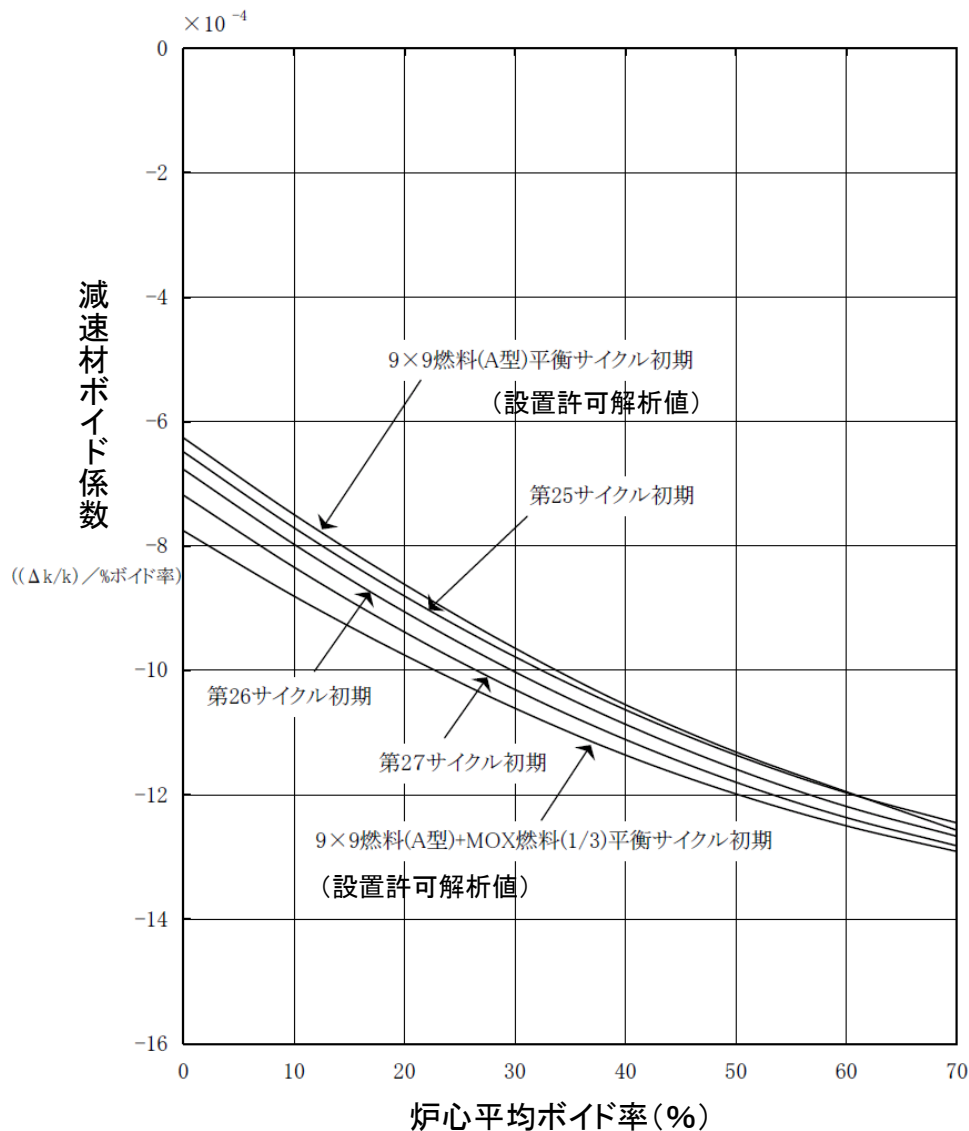 ×10 ⁻⁴
0
-2
-4
-6
-8
-10
-12
-14
-16
減速材ボイド係数
((Δk/k)/%ボイド率)
9×9燃料(A型)平衡サイクル初期
(設置許可解析値)
第25サイクル初期
第26サイクル初期
第27サイクル初期
9×9燃料(A型)+MOX燃料(1/3)平衡サイクル初期
(設置許可解析値)
0 10 20 30 40 50 60 70
炉心平均ボイド率(%)